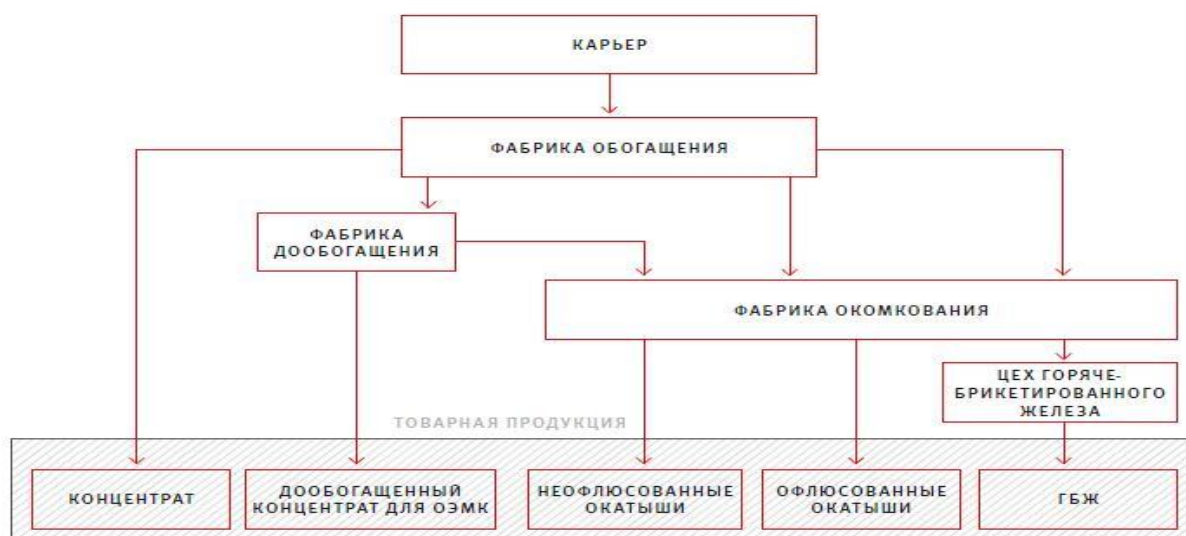 КАРЬЕР
ФАБРИКА ОБОГАЩЕНИЯ
ФАБРИКА
ДООБОГАЩЕНИЯ
ФАБРИКА ОКОМКОВАНИЯ
ЦЕХ ГОРЯЧЕ-
БРИКЕТИРОВАННОГО
ЖЕЛЕЗА
ТОВАРНАЯ ПРОДУКЦИЯ
КОНЦЕНТРАТ
ДООБОГАЩЕННЫЙ
КОНЦЕНТРАТ ДЛЯ ОЭМК
НЕОФЛЮСОВАННЫЕ
ОКАТЫШИ
ОФЛЮСОВАННЫЕ
ОКАТЫШИ
ГБЖ